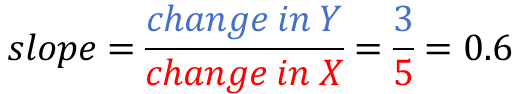 slope = change in Y / change in X = 3 / 5 = 0.6